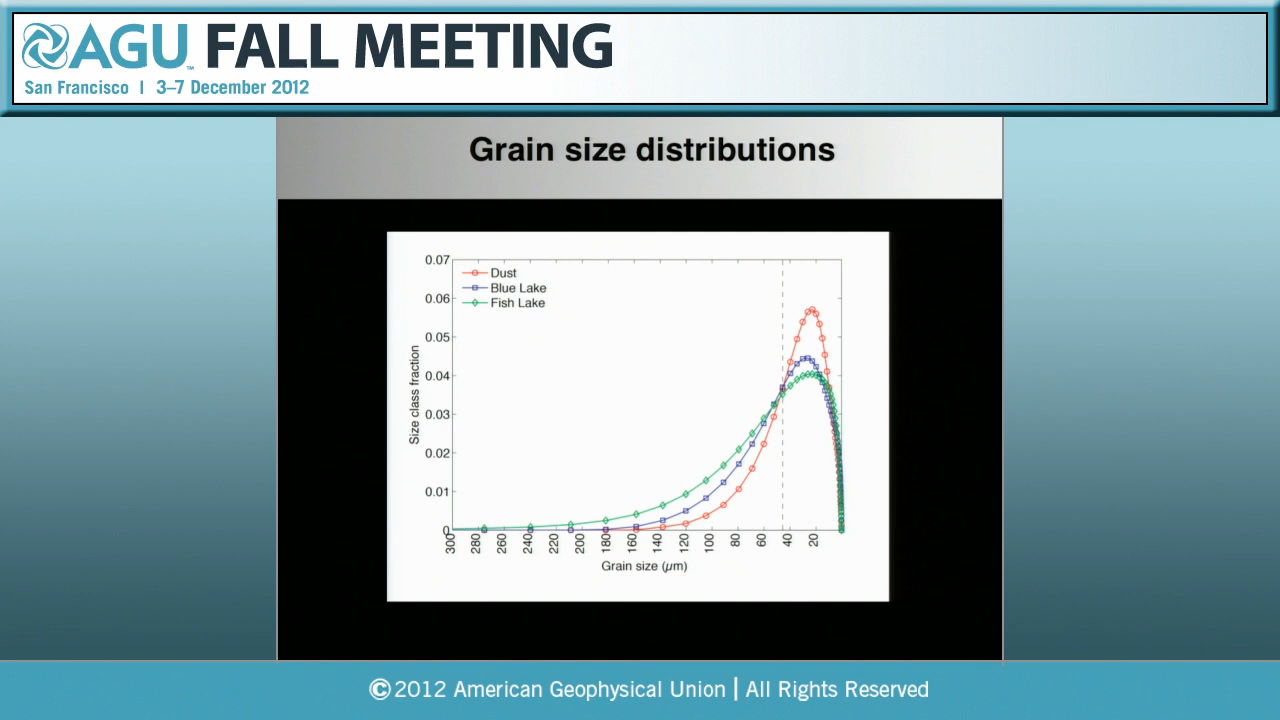 AGU™ FALL MEETING
San Francisco | 3–7 December 2012
Grain size distributions
0.07
0.06
0.05
0.04
0.03
0.02
0.01
0
Dust
Blue Lake
Fish Lake
Size class fraction
300 280 260 240 220 200 180 160 140 120 100 80 60 40 20
Grain size (µm)
©2012 American Geophysical Union | All Rights Reserved